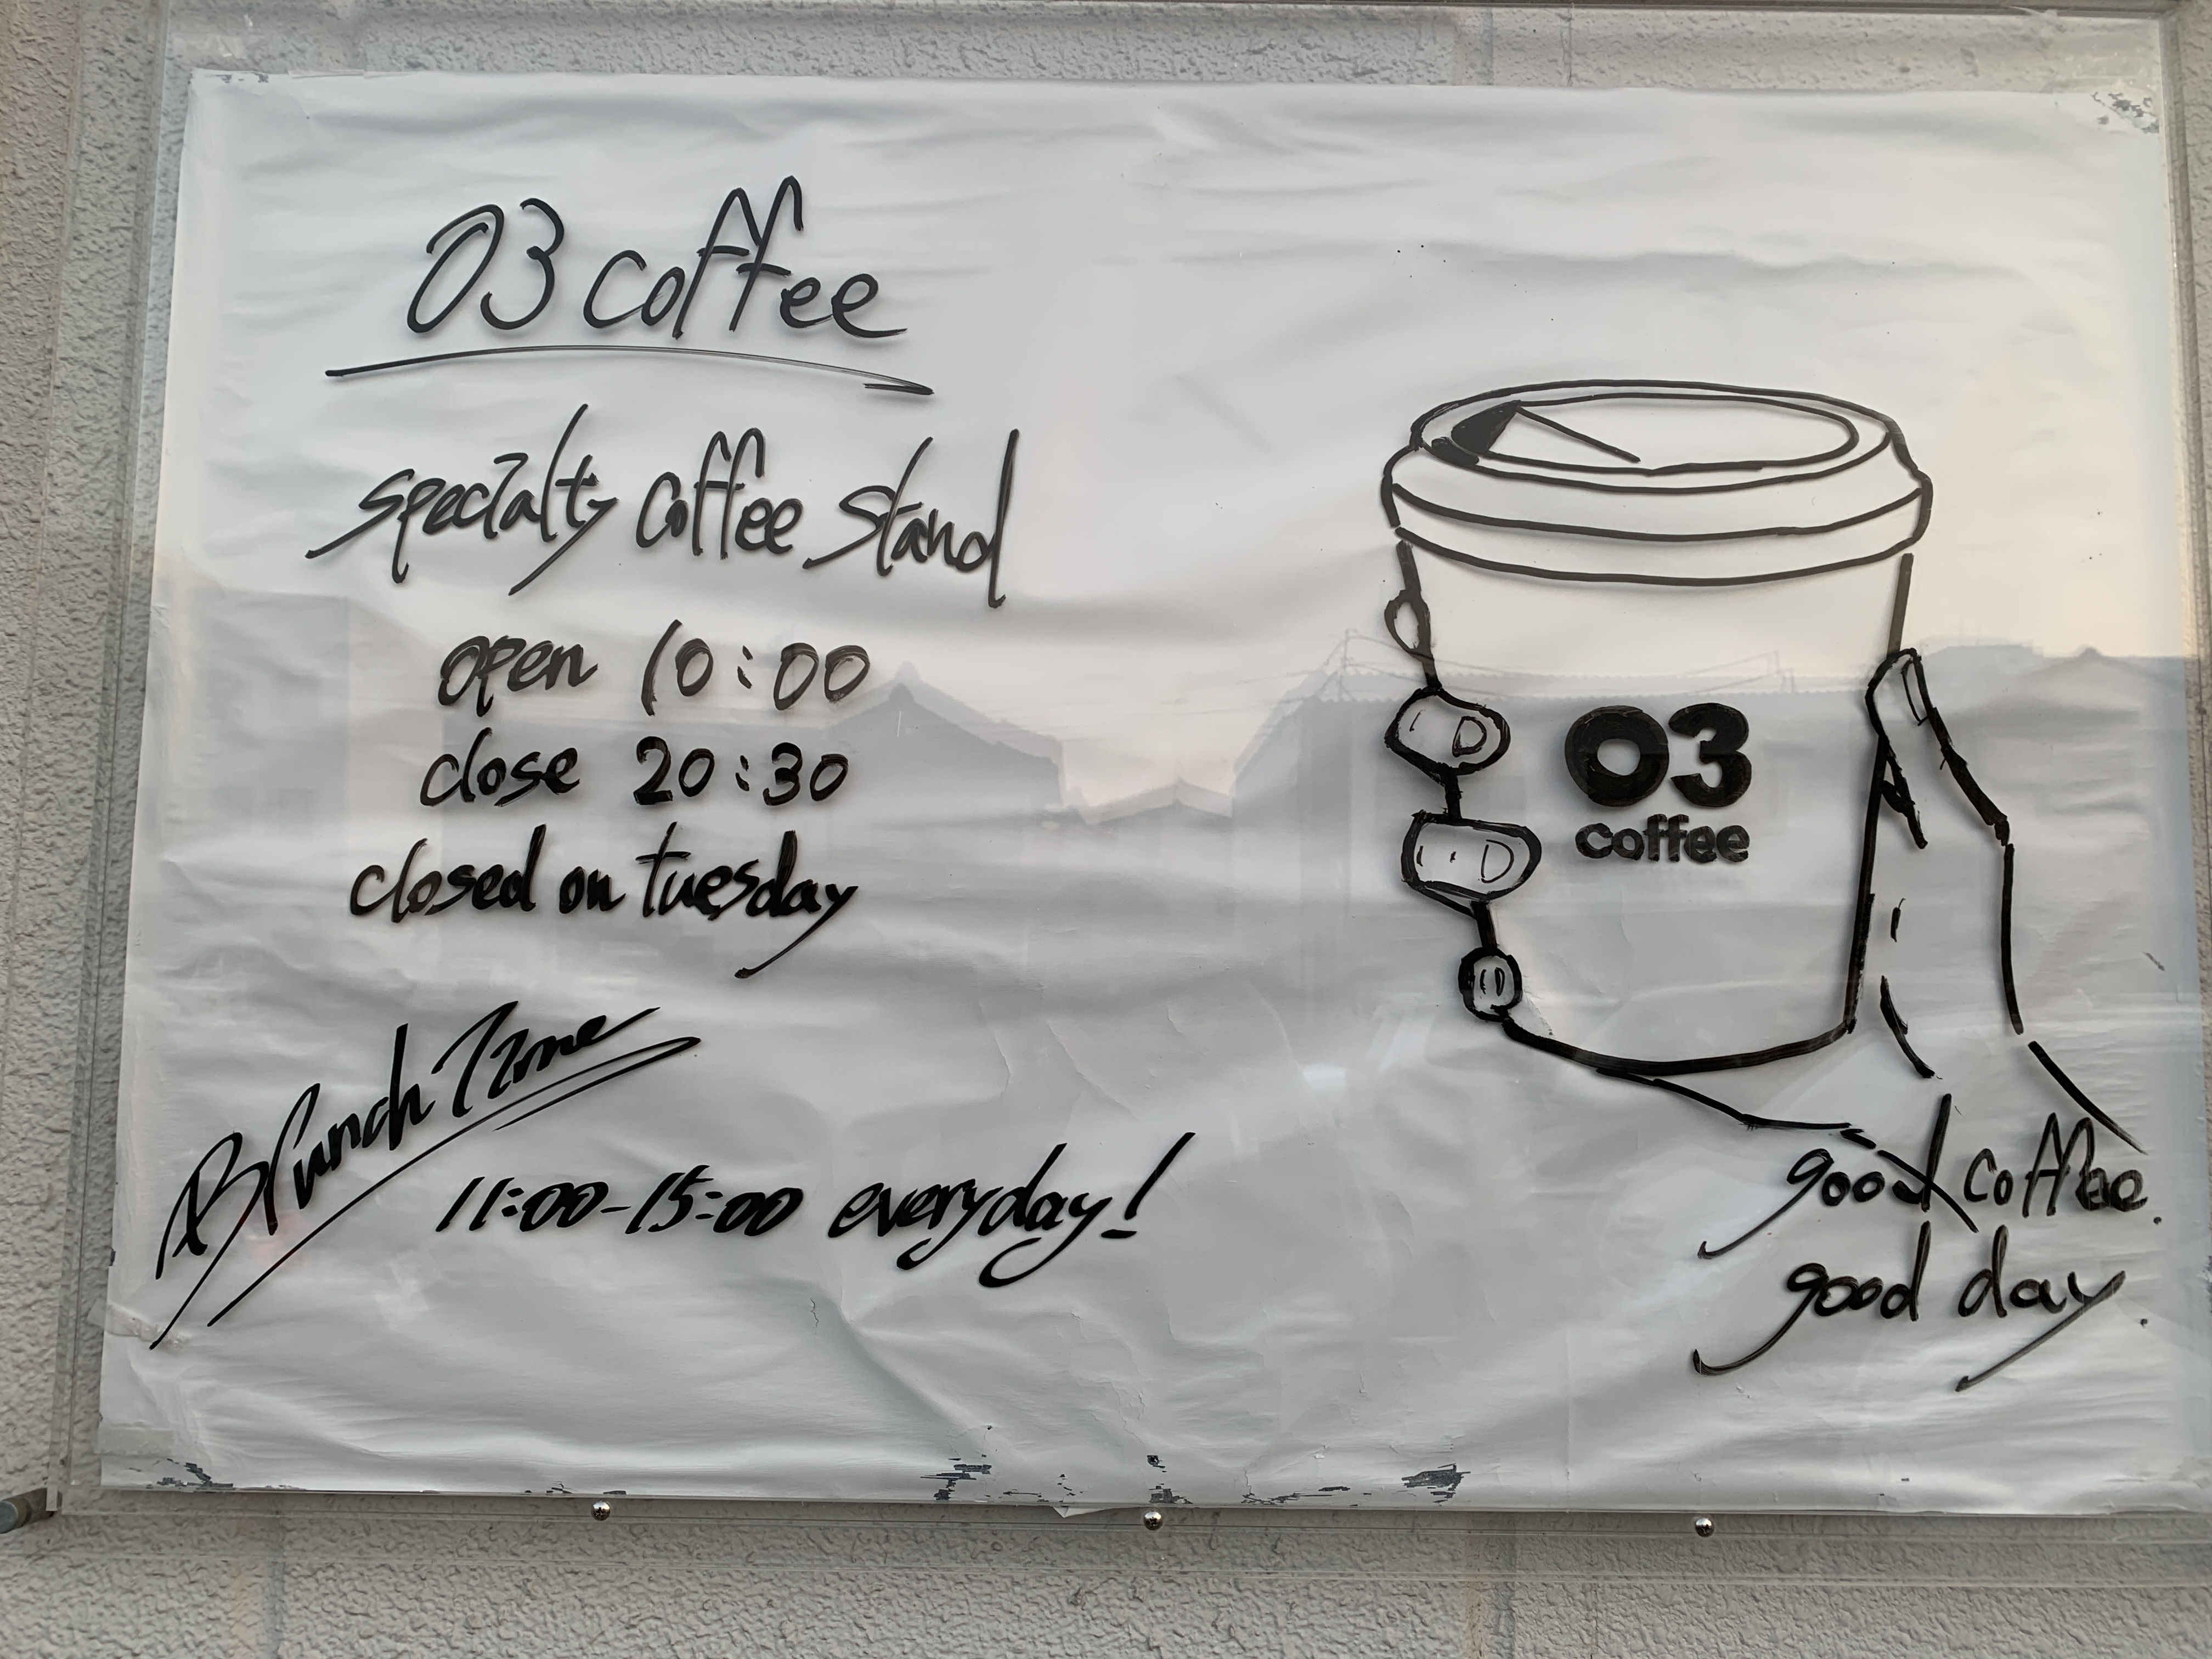 03 coffee
specialty coffee stand
open 10:00
close 20:30
closed on tuesday
Brunch Time
11:00-15:00 everyday!
03
coffee
good coffee.
good day.